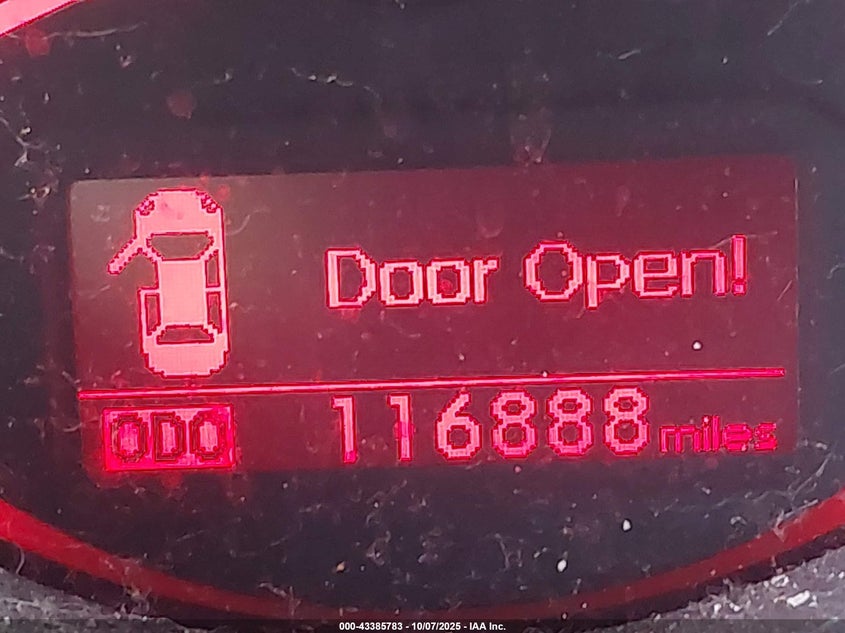 Door Open!
ODO 116888 miles
000-43385783 - 10/07/2025 - IAA Inc.